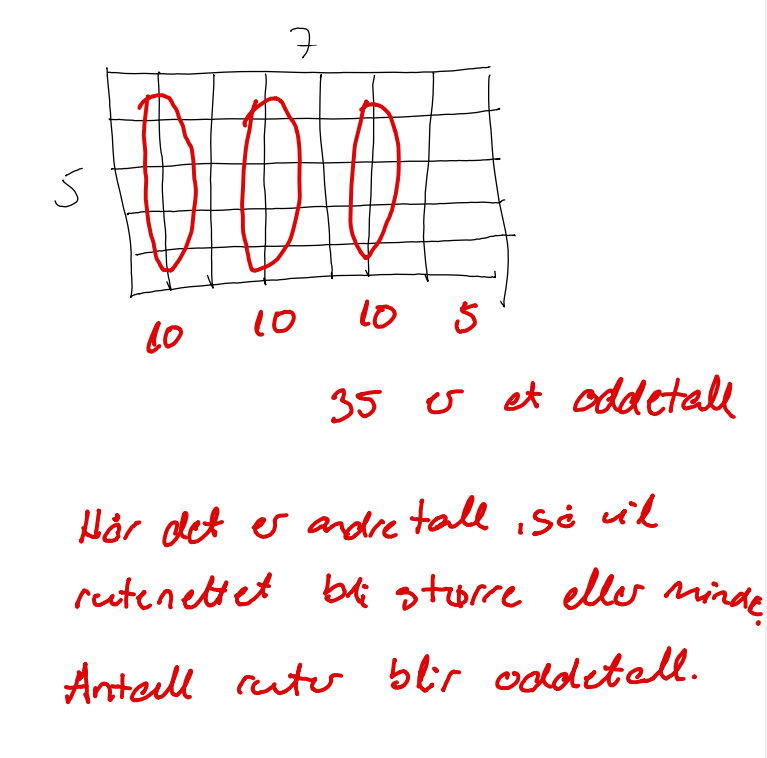 7
5
10 10 10 5
35 er et oddetall
Når det er andre tall, så vil
rutenettet bli større eller mindre.
Antall ruter blir oddetall.